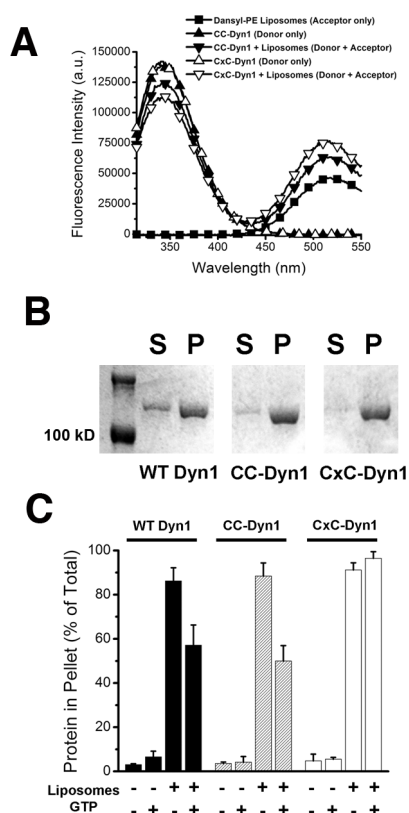 A
Dansyl-PE Liposomes (Acceptor only)
CC-Dyn1 (Donor only)
CC-Dyn1 + Liposomes (Donor + Acceptor)
CxC-Dyn1 (Donor only)
CxC-Dyn1 + Liposomes (Donor + Acceptor)
Fluorescence Intensity (a.u.)
150000
125000
100000
75000
50000
25000
0
350 400 450 500 550
Wavelength (nm)
B
S P S P S P
100 kD
WT Dyn1 CC-Dyn1 CxC-Dyn1
C
WT Dyn1 CC-Dyn1 CxC-Dyn1
Protein in Pellet (% of Total)
100
80
60
40
20
0
Liposomes - - + + - - + + - - + +
GTP - + - + - + - + - + - +